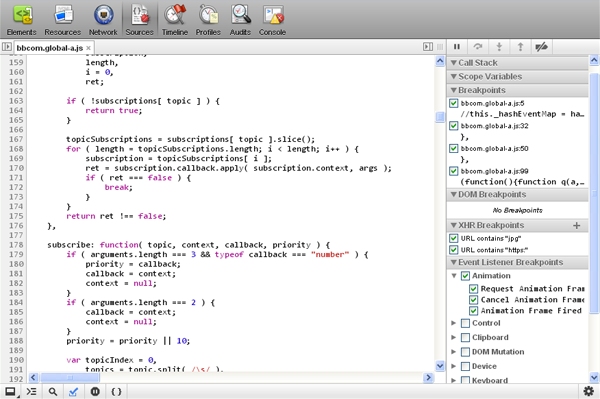 Elements Resources Network Sources Timeline Profiles Audits Console
bbcom.global-a.js ×
159 length,
160 i = 0,
161 ret;
162
163 if ( !subscriptions[ topic ] ) {
164 return true;
165 }
166
167 topicSubscriptions = subscriptions[ topic ].slice();
168 for ( length = topicSubscriptions.length; i < length; i++ ) {
169 subscription = topicSubscriptions[ i ];
170 ret = subscription.callback.apply( subscription.context, args );
171 if ( ret === false ) {
172 break;
173 }
174 }
175 return ret !== false;
176 },
177
178 subscribe: function( topic, context, callback, priority ) {
179 if ( arguments.length === 3 && typeof callback === "number" ) {
180 priority = callback;
181 callback = context;
182 context = null;
183 }
184 if ( arguments.length === 2 ) {
185 callback = context;
186 context = null;
187 }
188 priority = priority || 10;
189
190 var topicIndex = 0,
191 topics = topic.split( /\s/ ),
192
Call Stack
Scope Variables
Breakpoints
bbcom.global-a.js:5
//this._hashEventMap = ha...
bbcom.global-a.js:32
},
bbcom.global-a.js:50
},
bbcom.global-a.js:99
(function(){function q(a,...
DOM Breakpoints
No Breakpoints
XHR Breakpoints +
URL contains "jpg"
URL contains "https:"
Event Listener Breakpoints
Animation
Request Animation Fram
Cancel Animation Frame
Animation Frame Fired
Control
Clipboard
DOM Mutation
Device
Keyboard
{ }